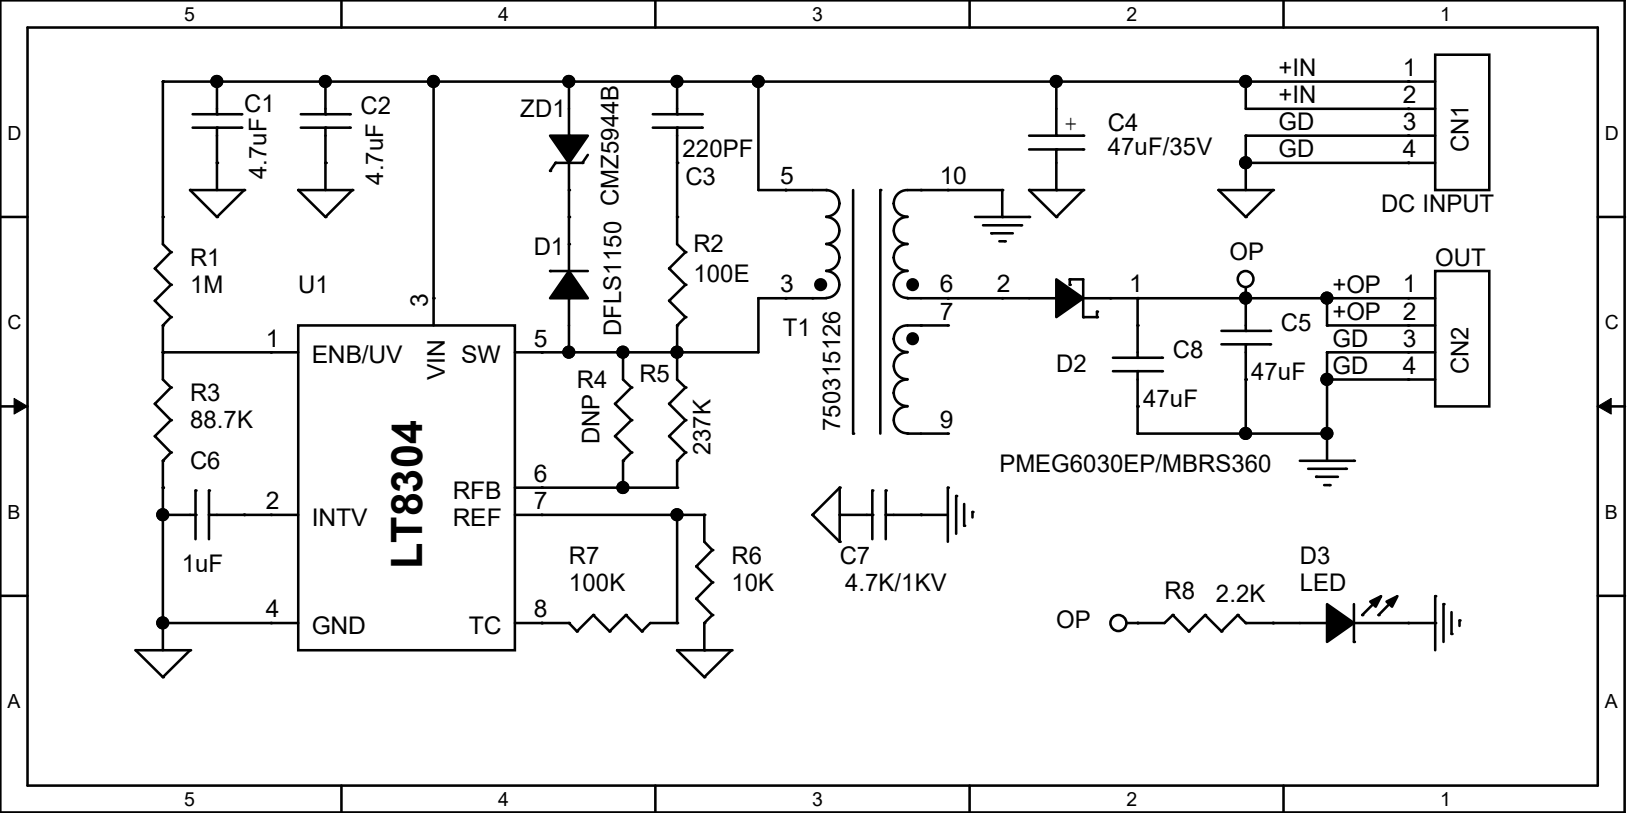 5 4 3 2 1
D
D
C
C
B
B
A
A
5 4 3 2 1
C1
4.7uF
C2
4.7uF
ZD1
CMZ5944B
220PF
C3
D1
DFLS1150
R2
100E
R1
1M
U1
R3
88.7K
C6
1uF
1
ENB/UV
3
VIN
SW
5
LT8304
2
INTV
4
GND
RFB
6
REF
7
TC
8
R4
DNP
R5
237K
R7
100K
R6
10K
5
3
T1
750315126
10
6
7
9
+
C4
47uF/35V
+IN 1
+IN 2
GD 3
GD 4
CN1
DC INPUT
2
1
D2
PMEG6030EP/MBRS360
C8
47uF
OP
C5
47uF
OUT
+OP 1
+OP 2
GD 3
GD 4
CN2
C7
4.7K/1KV
OP
R8
2.2K
D3
LED